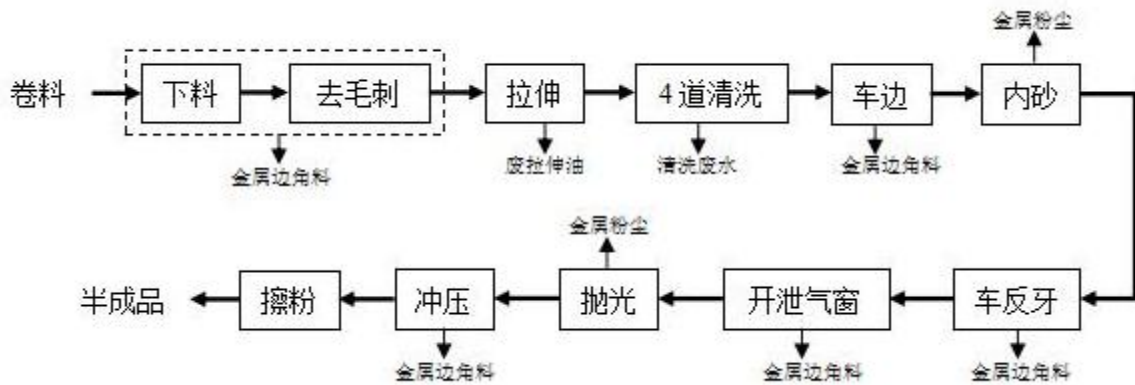 金属粉尘
卷料 下料 去毛刺 拉伸 4道清洗 车边 内砂
金属边角料 废拉伸油 清洗废水 金属边角料
金属粉尘
半成品 擦粉 冲压 抛光 开泄气窗 车反牙
金属边角料 金属边角料 金属边角料